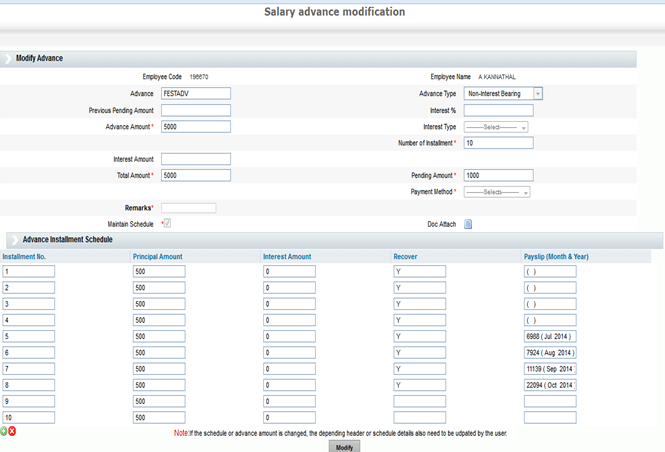 Salary advance modification
Modify Advance
Employee Code 196670 Employee Name A KANNATHAL
Advance FESTADV Advance Type Non-Interest Bearing
Previous Pending Amount Interest %
Advance Amount* 5000 Interest Type ---------Select---------
Number of Installment* 10
Interest Amount
Total Amount* 5000 Pending Amount* 1000
Payment Method* ---------Selects---------
Remarks*
Maintain Schedule * Doc Attach
Advance Installment Schedule
Installment No. Principal Amount Interest Amount Recover Payslip (Month & Year)
1 500 0 Y ( )
2 500 0 Y ( )
3 500 0 Y ( )
4 500 0 Y ( )
5 500 0 Y 6988 ( Jul 2014 )
6 500 0 Y 7924 ( Aug 2014 )
7 500 0 Y 11139 ( Sep 2014
8 500 0 Y 22094 ( Oct 2014
9 500 0
10 500 0
Note:If the schedule or advance amount is changed, the depending header or schedule details also need to be udpated by the user.
Modify